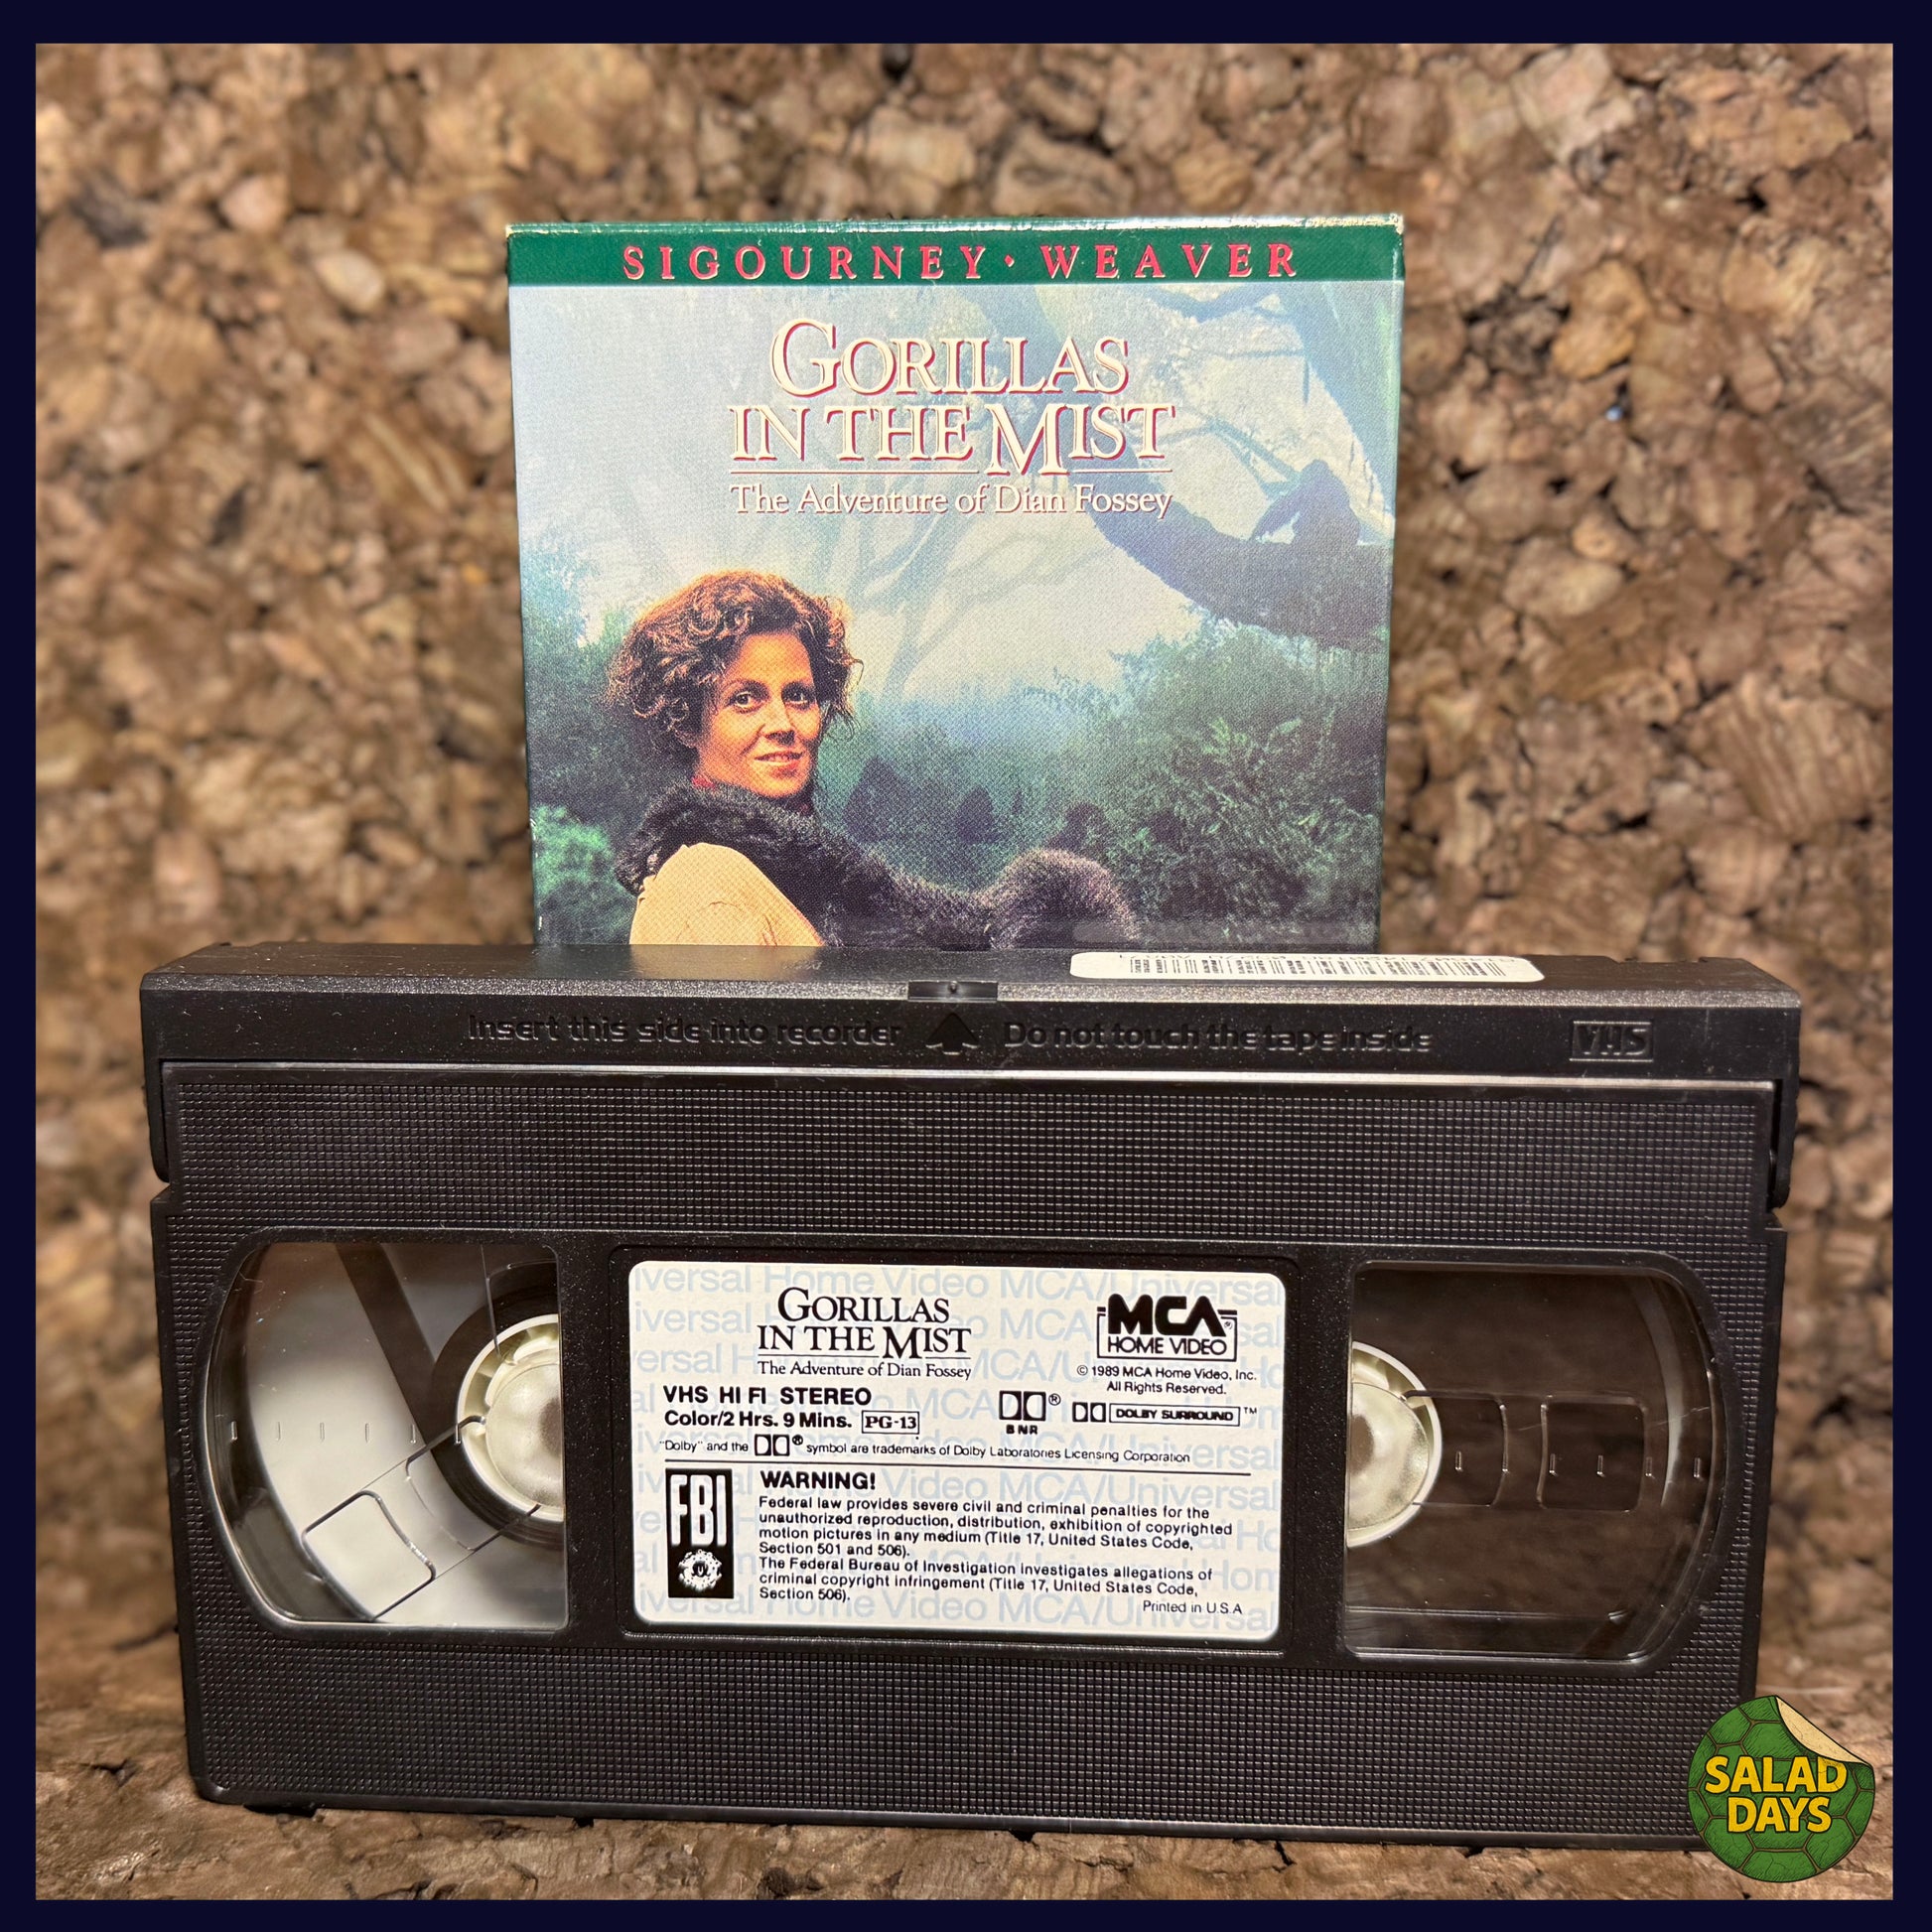 SIGOURNEY · WEAVER
GORILLAS
IN THE MIST
The Adventure of Dian Fossey
Insert this side into recorder Do not touch the tape inside VHS
GORILLAS
IN THE MIST
The Adventure of Dian Fossey
MCA®
HOME VIDEO
© 1989 MCA Home Video, Inc.
All Rights Reserved.
VHS HI FI STEREO
Color/2 Hrs. 9 Mins. PG-13
®
B NR
DOLBY SURROUND™
"Dolby" and the ® symbol are trademarks of Dolby Laboratories Licensing Corporation
FBI
WARNING!
Federal law provides severe civil and criminal penalties for the
unauthorized reproduction, distribution, exhibition of copyrighted
motion pictures in any medium (Title 17, United States Code,
Section 501 and 506).
The Federal Bureau of Investigation investigates allegations of
criminal copyright infringement (Title 17, United States Code,
Section 506).
Printed in U.S.A
SALAD
DAYS